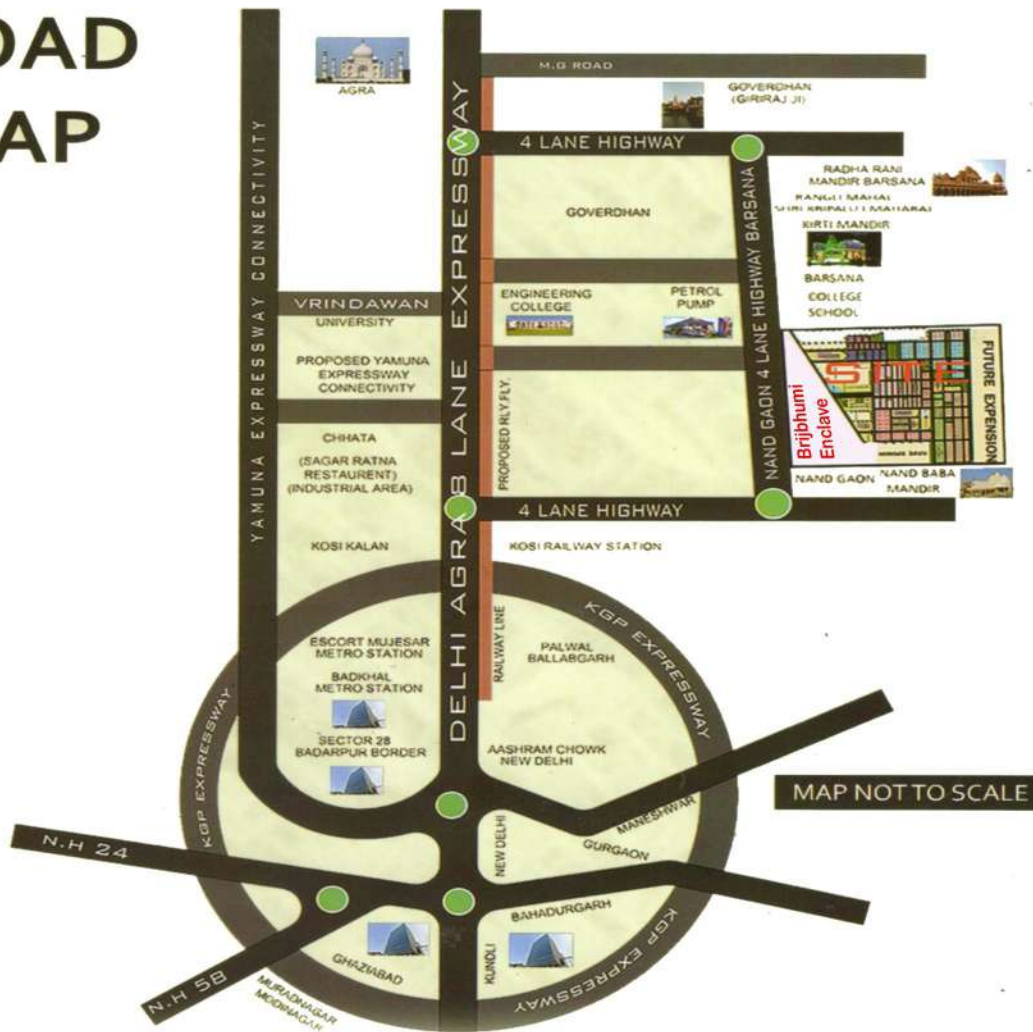 OAD
AP
AGRA
M.G ROAD
GOVERDHAN
(GIRIRAJ JI)
4 LANE HIGHWAY
RADHA RANI
MANDIR BARSANA
RANGLI MAHAL
KIRTI MANDIR
BARSANA
COLLEGE
SCHOOL
GOVERDHAN
YAMUNA EXPRESSWAY CONNECTIVITY
DELHI AGRA 8 LANE EXPRESSWAY
NAND GAON 4 LANE HIGHWAY BARSANA
VRINDAWAN
UNIVERSITY
PROPOSED YAMUNA
EXPRESSWAY
CONNECTIVITY
ENGINEERING
COLLEGE
PETROL
PUMP
SITE
Brijbhumi
Enclave
FUTURE EXPENSION
PROPOSED RLY.FLY.
CHHATA
(SAGAR RATNA
RESTAURENT)
(INDUSTRIAL AREA)
NAND GAON
NAND BABA
MANDIR
4 LANE HIGHWAY
KOSI KALAN
KOSI RAILWAY STATION
KGP EXPRESSWAY
RAILWAY LINE
ESCORT MUJESAR
METRO STATION
PALWAL
BALLABGARH
BADKHAL
METRO STATION
SECTOR 28
BADARPUR BORDER
AASHRAM CHOWK
NEW DELHI
KGP EXPRESSWAY
MAP NOT TO SCALE
MANESHWAR
GURGAON
NEW DELHI
N.H 24
BAHADURGARH
KGP EXPRESSWAY
GHAZIABAD
KUNDLI
N.H 58
MURADNAGAR
MODINAGAR